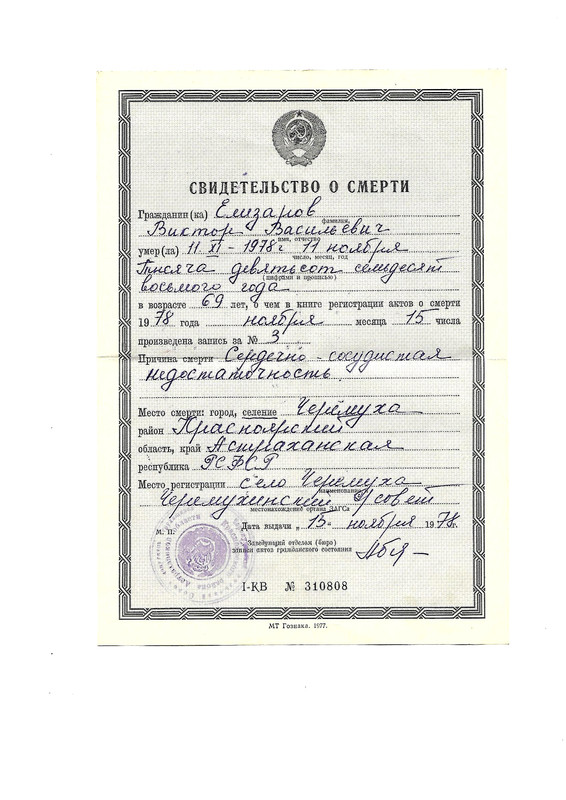 СВИДЕТЕЛЬСТВО О СМЕРТИ
Гражданин(ка) Елизаров
фамилия,
Виктор Васильевич
имя, отчество
умер(ла) 11. XI - 1978 г 11 ноября
число, месяц, год
Тысяча девятьсот семьдесят
(цифрами и прописью)
восьмого года
в возрасте 69 лет, о чем в книге регистрации актов о смерти
1978 года ноября месяца 15 числа
произведена запись за № 3
Причина смерти Сердечно-сосудистая
недостаточность.
Место смерти: город, селение Черемуха
район Красноярский
область, край Астраханская
республика РСФСР
Место регистрации село Черемуха
наименование
Черемухинский с/совет
местонахождение органа ЗАГСа
М. П.
Дата выдачи „ 15 " ноября 1978г.
Заведующий отделом (бюро)
записи актов гражданского состояния
I-КВ № 310808
МТ Гознака. 1977.